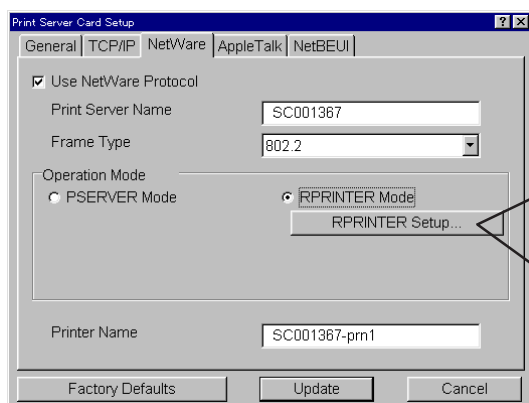 Print Server Card Setup
General TCP/IP NetWare AppleTalk NetBEUI
Use NetWare Protocol
Print Server Name SC001367
Frame Type 802.2
Operation Mode
PSERVER Mode RPRINTER Mode
RPRINTER Setup...
Printer Name SC001367-prn1
Factory Defaults Update Cancel